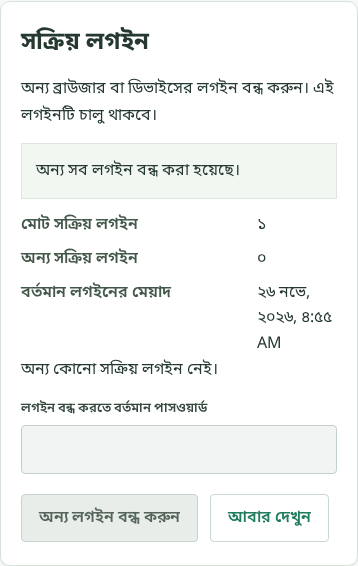 সক্রিয় লগইন
অন্য ব্রাউজার বা ডিভাইসের লগইন বন্ধ করুন। এই
লগইনটি চালু থাকবে।
অন্য সব লগইন বন্ধ করা হয়েছে।
মোট সক্রিয় লগইন ১
অন্য সক্রিয় লগইন ০
বর্তমান লগইনের মেয়াদ ২৬ নভে,
২০২৬, ৪:৫৫
AM
অন্য কোনো সক্রিয় লগইন নেই।
লগইন বন্ধ করতে বর্তমান পাসওয়ার্ড
অন্য লগইন বন্ধ করুন আবার দেখুন